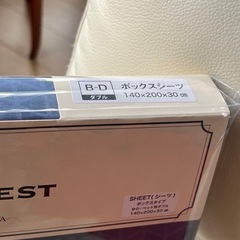 B-D
ダブル
ボックスシーツ
140×200×30cm
EST
SHEET(シーツ)
ボックスタイプ
140×200×30cm